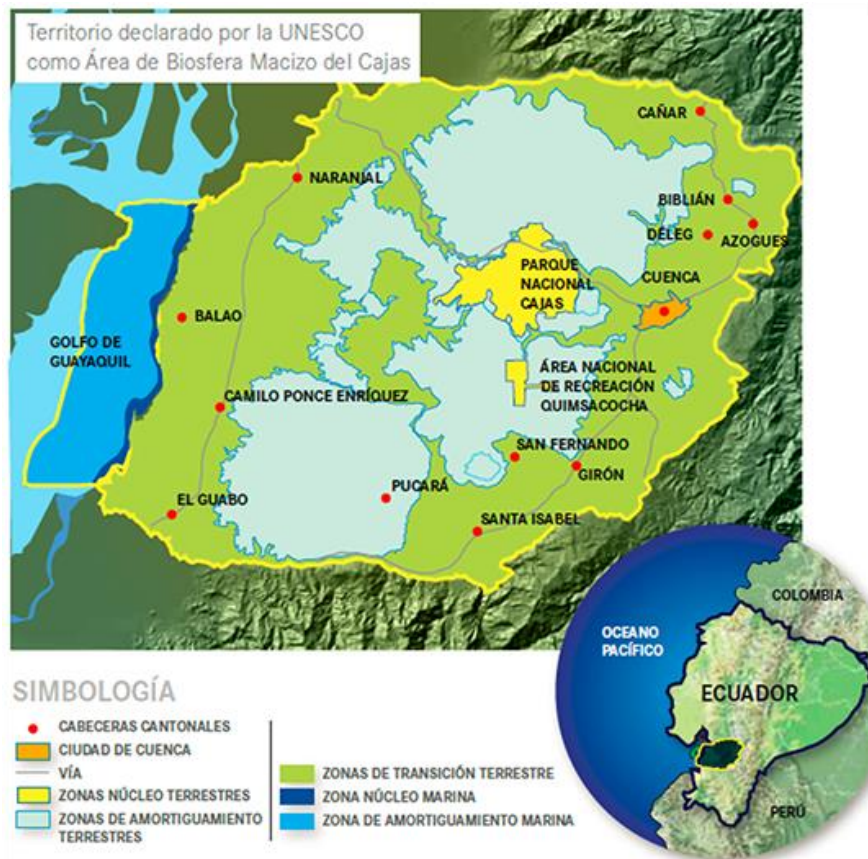 Territorio declarado por la UNESCO
como Área de Biosfera Macizo del Cajas
CAÑAR
NARANJAL
BIBLIÁN
DÉLEG
AZOGUES
PARQUE
NACIONAL
CAJAS
CUENCA
BALAO
GOLFO DE
GUAYAQUIL
ÁREA NACIONAL
DE RECREACIÓN
QUIMSACOCHA
CAMILO PONCE ENRÍQUEZ
SAN FERNANDO
GIRÓN
PUCARÁ
EL GUABO
SANTA ISABEL
COLOMBIA
OCEANO
PACÍFICO
ECUADOR
PERÚ
SIMBOLOGÍA
CABECERAS CANTONALES
CIUDAD DE CUENCA
VÍA
ZONAS NÚCLEO TERRESTRES
ZONAS DE AMORTIGUAMIENTO
TERRESTRES
ZONAS DE TRANSICIÓN TERRESTRE
ZONA NÚCLEO MARINA
ZONA DE AMORTIGUAMIENTO MARINA